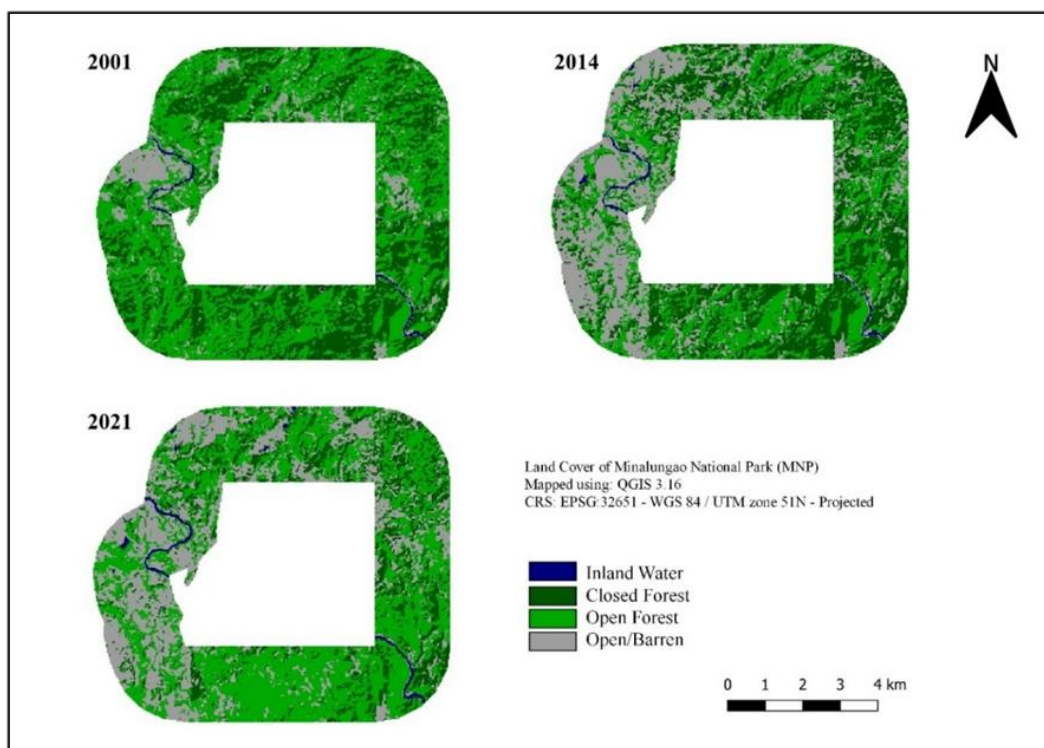 2001
2014
N
2021
Land Cover of Minalungao National Park (MNP)
Mapped using: QGIS 3.16
CRS: EPSG:32651 - WGS 84 / UTM zone 51N - Projected
Inland Water
Closed Forest
Open Forest
Open/Barren
0 1 2 3 4 km